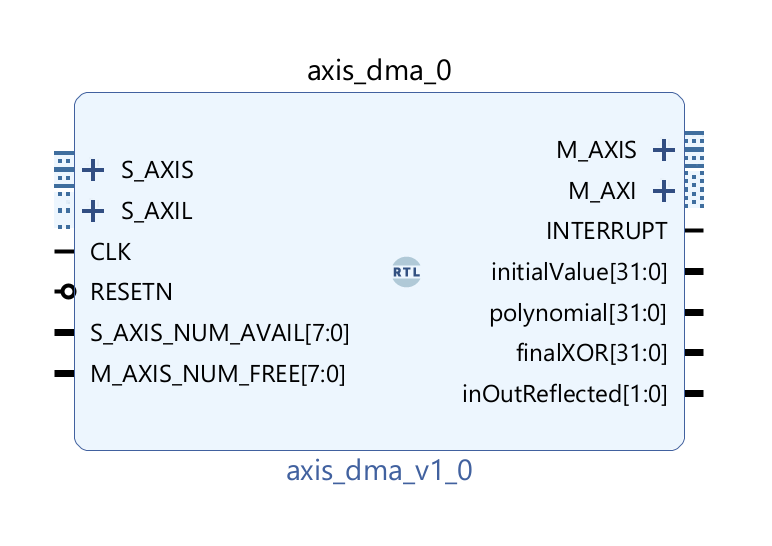 axis_dma_0
S_AXIS
S_AXIL
CLK
RESETN
S_AXIS_NUM_AVAIL[7:0]
M_AXIS_NUM_FREE[7:0]
RTL
M_AXIS
M_AXI
INTERRUPT
initialValue[31:0]
polynomial[31:0]
finalXOR[31:0]
inOutReflected[1:0]
axis_dma_v1_0